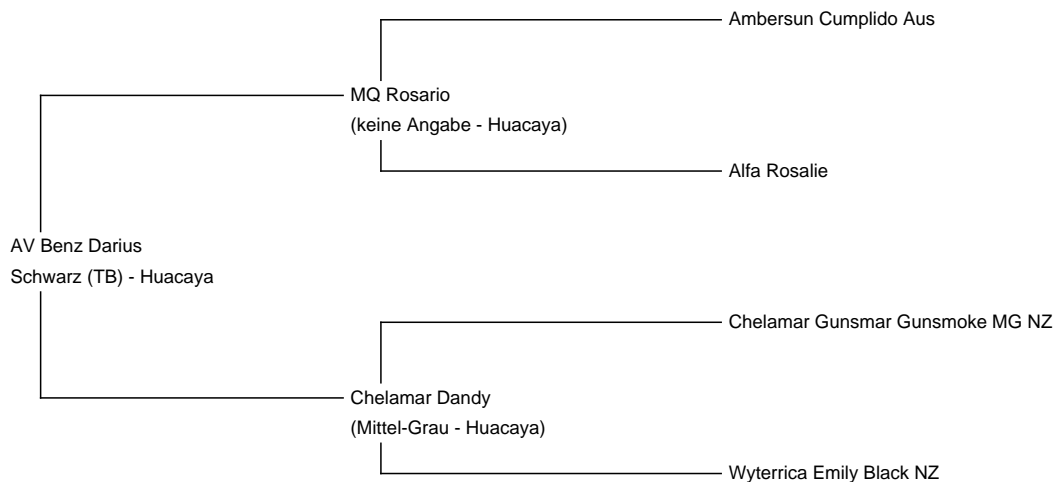 Ambersun Cumplido Aus
MQ Rosario
(keine Angabe - Huacaya)
Alfa Rosalie
AV Benz Darius
Schwarz (TB) - Huacaya
Chelamar Gunsmar Gunsmoke MG NZ
Chelamar Dandy
(Mittel-Grau - Huacaya)
Wyterrica Emily Black NZ